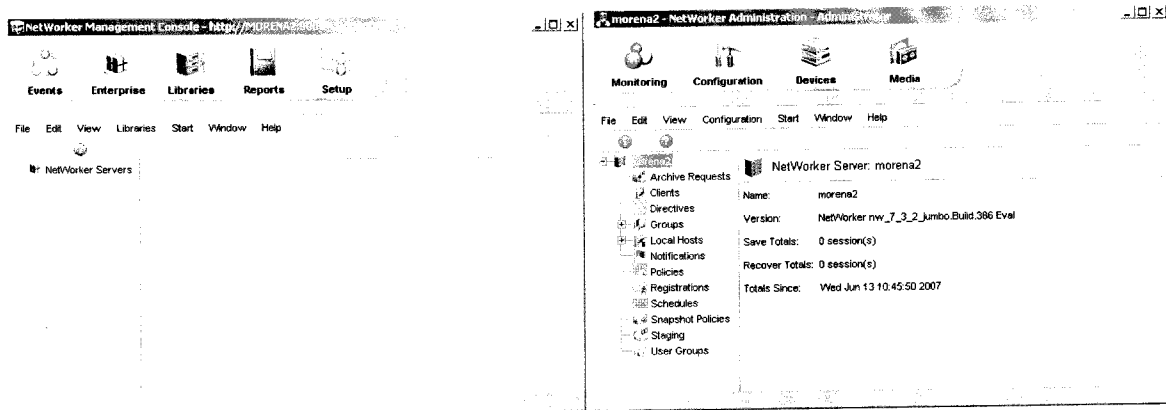 NetWorker Management Console - http://MORENA
Events Enterprise Libraries Reports Setup
File Edit View Libraries Start Window Help
NetWorker Servers
morena2 - NetWorker Administration -
Monitoring Configuration Devices Media
File Edit View Configuration Start Window Help
morena2
Archive Requests
Clients
Directives
Groups
Local Hosts
Notifications
Policies
Registrations
Schedules
Snapshot Policies
Staging
User Groups
NetWorker Server: morena2
Name: morena2
Version: NetWorker nw_7_3_2_jumbo.Build.386 Eval
Save Totals: 0 session(s)
Recover Totals: 0 session(s)
Totals Since: Wed Jun 13 10:45:50 2007